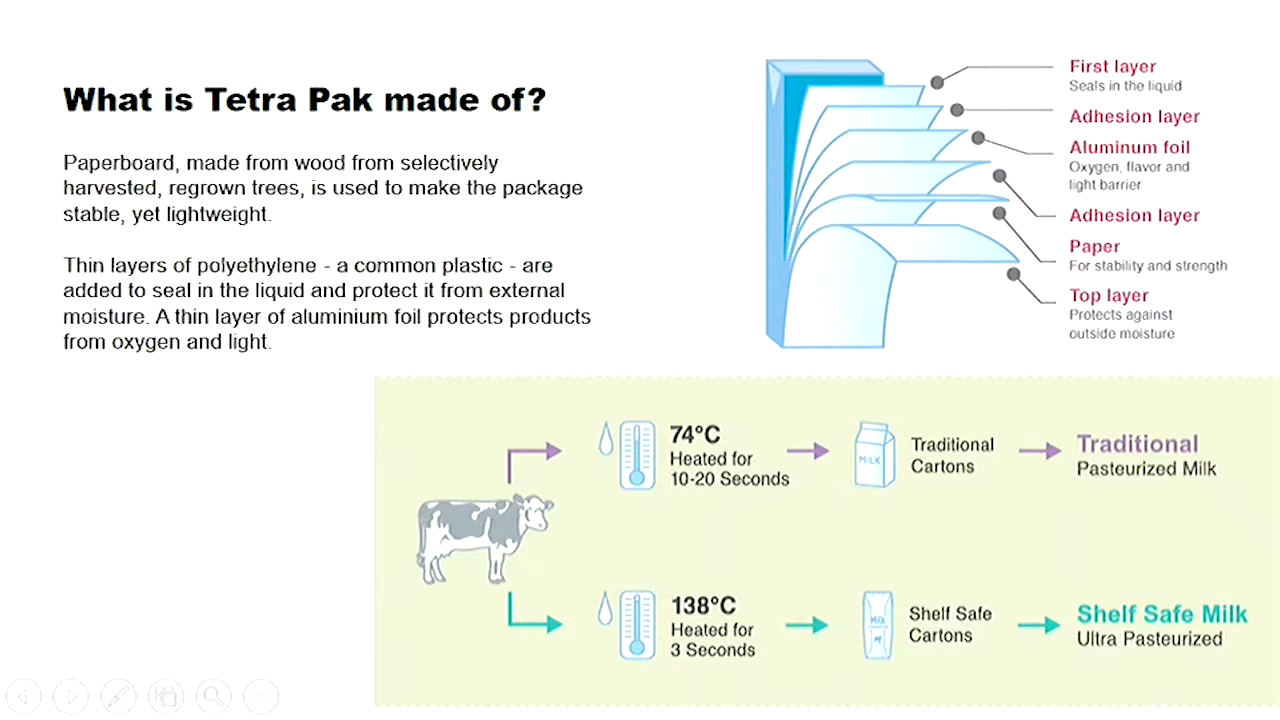 What is Tetra Pak made of?
Paperboard, made from wood from selectively
harvested, regrown trees, is used to make the package
stable, yet lightweight.
Thin layers of polyethylene - a common plastic - are
added to seal in the liquid and protect it from external
moisture. A thin layer of aluminium foil protects products
from oxygen and light.
First layer
Seals in the liquid
Adhesion layer
Aluminum foil
Oxygen, flavor and
light barrier
Adhesion layer
Paper
For stability and strength
Top layer
Protects against
outside moisture
74°C
Heated for
10-20 Seconds
MILK
Traditional
Cartons
Traditional
Pasteurized Milk
138°C
Heated for
3 Seconds
MILK
Shelf Safe
Cartons
Shelf Safe Milk
Ultra Pasteurized